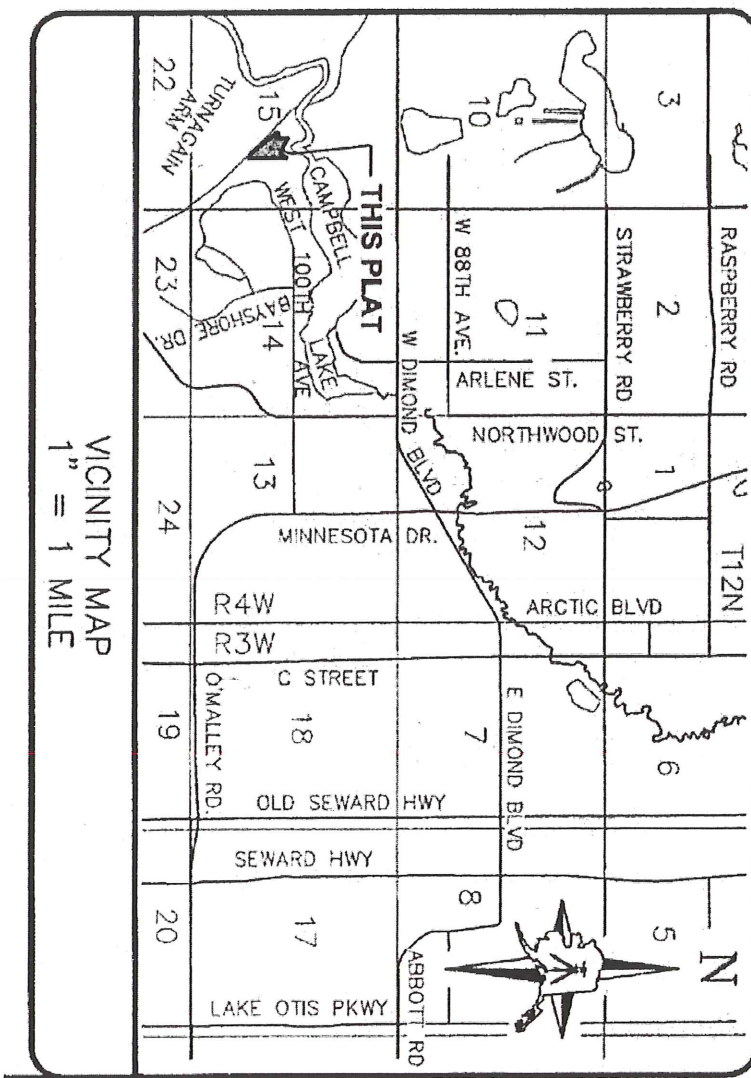 T12N
N
RASPBERRY RD
3
2
1
6
5
STRAWBERRY RD
ARLENE ST.
NORTHWOOD ST.
ARCTIC BLVD
10
11
12
7
8
W 88TH AVE.
E DIMOND BLVD
W DIMOND BLVD
ABBOTT RD
THIS PLAT
CAMPBELL
LAKE
WEST 100TH AVE
15
14
13
18
17
MINNESOTA DR.
R4W
R3W
C STREET
OLD SEWARD HWY
SEWARD HWY
LAKE OTIS PKWY
TURNAGAIN
ARM
BAYSHORE DR.
O'MALLEY RD.
22
23
24
19
20
VICINITY MAP
1" = 1 MILE